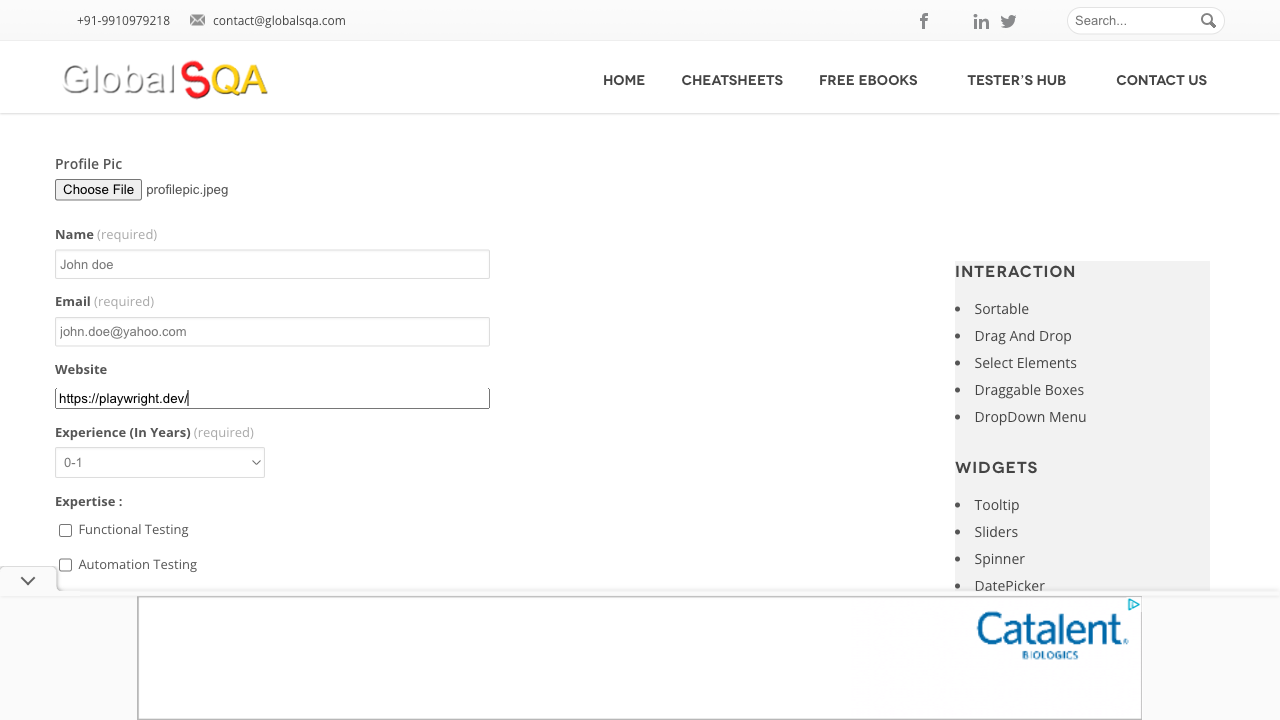 +91-9910979218 contact@globalsqa.com Search...
GlobalSQA HOME CHEATSHEETS FREE EBOOKS TESTER'S HUB CONTACT US
Profile Pic
Choose File profilepic.jpeg
Name (required)
John doe
Email (required)
john.doe@yahoo.com
Website
https://playwright.dev/
Experience (In Years) (required)
0-1
Expertise :
Functional Testing
Automation Testing
INTERACTION
Sortable
Drag And Drop
Select Elements
Draggable Boxes
DropDown Menu
WIDGETS
Tooltip
Sliders
Spinner
DatePicker
Catalent
BIOLOGICS